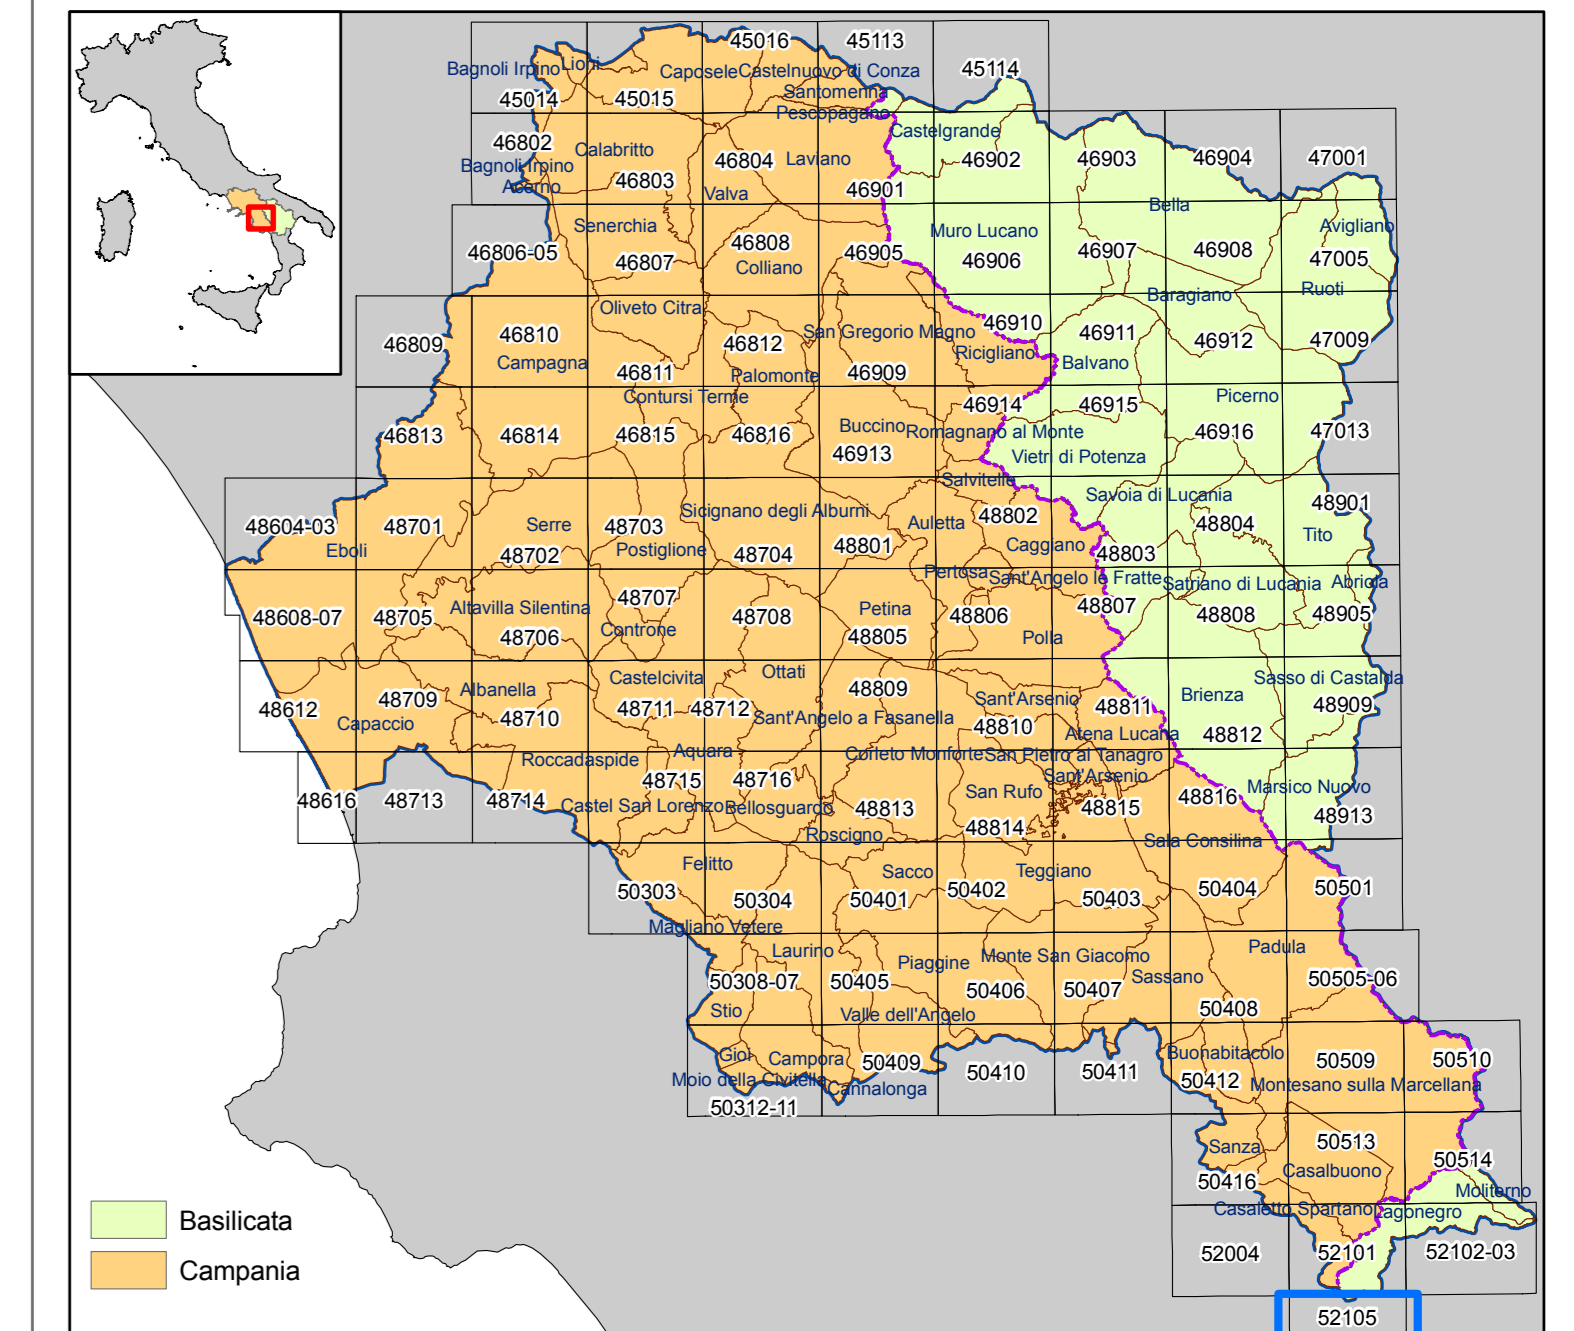 45016
45113
Bagnoli Irpino
Lioni
Caposele
Castelnuovo di Conza
45114
45014
45015
Santomenna
Pescopagano
46802
Calabritto
46804
Laviano
Castelgrande
46902
46903
46904
47001
Bagnoli Irpino
Acerno
46803
Valva
46901
Bella
Senerchia
46808
Muro Lucano
Avigliano
46806-05
46807
Colliano
46905
46906
46907
46908
47005
Oliveto Citra
Baragiano
Ruoti
46809
46810
46812
San Gregorio Magno
46910
46911
46912
47009
Campagna
46811
Palomonte
46909
Ricigliano
Balvano
Contursi Terme
46914
46915
Picerno
46813
46814
46815
46816
Buccino
Romagnano al Monte
46916
47013
46913
Vietri di Potenza
Salvitelle
Savoia di Lucania
48901
48604-03
48701
Serre
48703
Sicignano degli Alburni
Auletta
48802
48804
Tito
Eboli
48702
Postiglione
48704
48801
Caggiano
48803
Pertosa
Sant'Angelo le Fratte
Satriano di Lucania
Abriola
48608-07
48705
Altavilla Silentina
48707
48708
Petina
48806
48807
48808
48905
48706
Controne
48805
Polla
Albanella
Castelcivita
Ottati
48809
Sant'Arsenio
Brienza
Sasso di Castalda
48612
48709
48710
48711
48712
Sant'Angelo a Fasanella
48810
48811
48812
48909
Capaccio
Atena Lucana
Roccadaspide
Aquara
Corleto Monforte
San Pietro al Tanagro
48616
48713
48714
48715
48716
San Rufo
Sant'Arsenio
48816
Marsico Nuovo
Castel San Lorenzo
Bellosguardo
48813
48815
48913
Roscigno
48814
Sala Consilina
Felitto
Sacco
Teggiano
50303
50304
50401
50402
50403
50404
50501
Magliano Vetere
Laurino
Piaggine
Monte San Giacomo
Padula
50308-07
50405
50406
50407
Sassano
50505-06
Stio
Valle dell'Angelo
50408
Gioi
Campora
50409
50410
50411
Buonabitacolo
50509
50510
Moio della Civitella
Cannalonga
50412
Montesano sulla Marcellana
50312-11
Sanza
50513
50514
50416
Casalbuono
Moliterno
Casaletto Spartano
Lagonegro
Basilicata
52004
52101
52102-03
Campania
52105